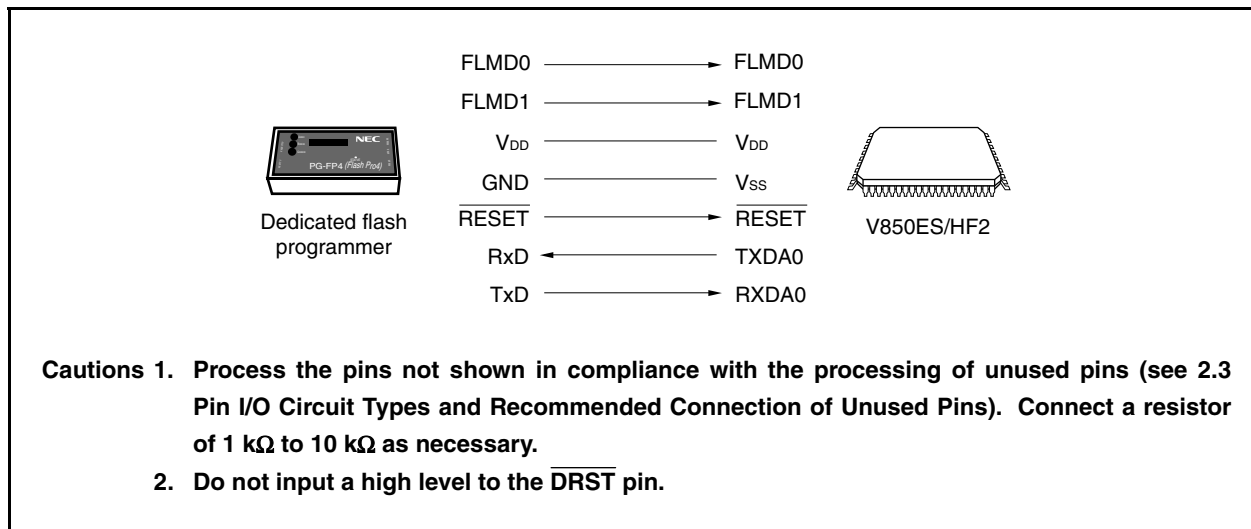 FLMD0 FLMD0
FLMD1 FLMD1
VDD VDD
GND VSS
RESET RESET
RxD TXDA0
TxD RXDA0
NEC
PG-FP4 (Flash Pro4)
Dedicated flash
programmer
V850ES/HF2
Cautions 1. Process the pins not shown in compliance with the processing of unused pins (see 2.3
Pin I/O Circuit Types and Recommended Connection of Unused Pins). Connect a resistor
of 1 kΩ to 10 kΩ as necessary.
2. Do not input a high level to the DRST pin.